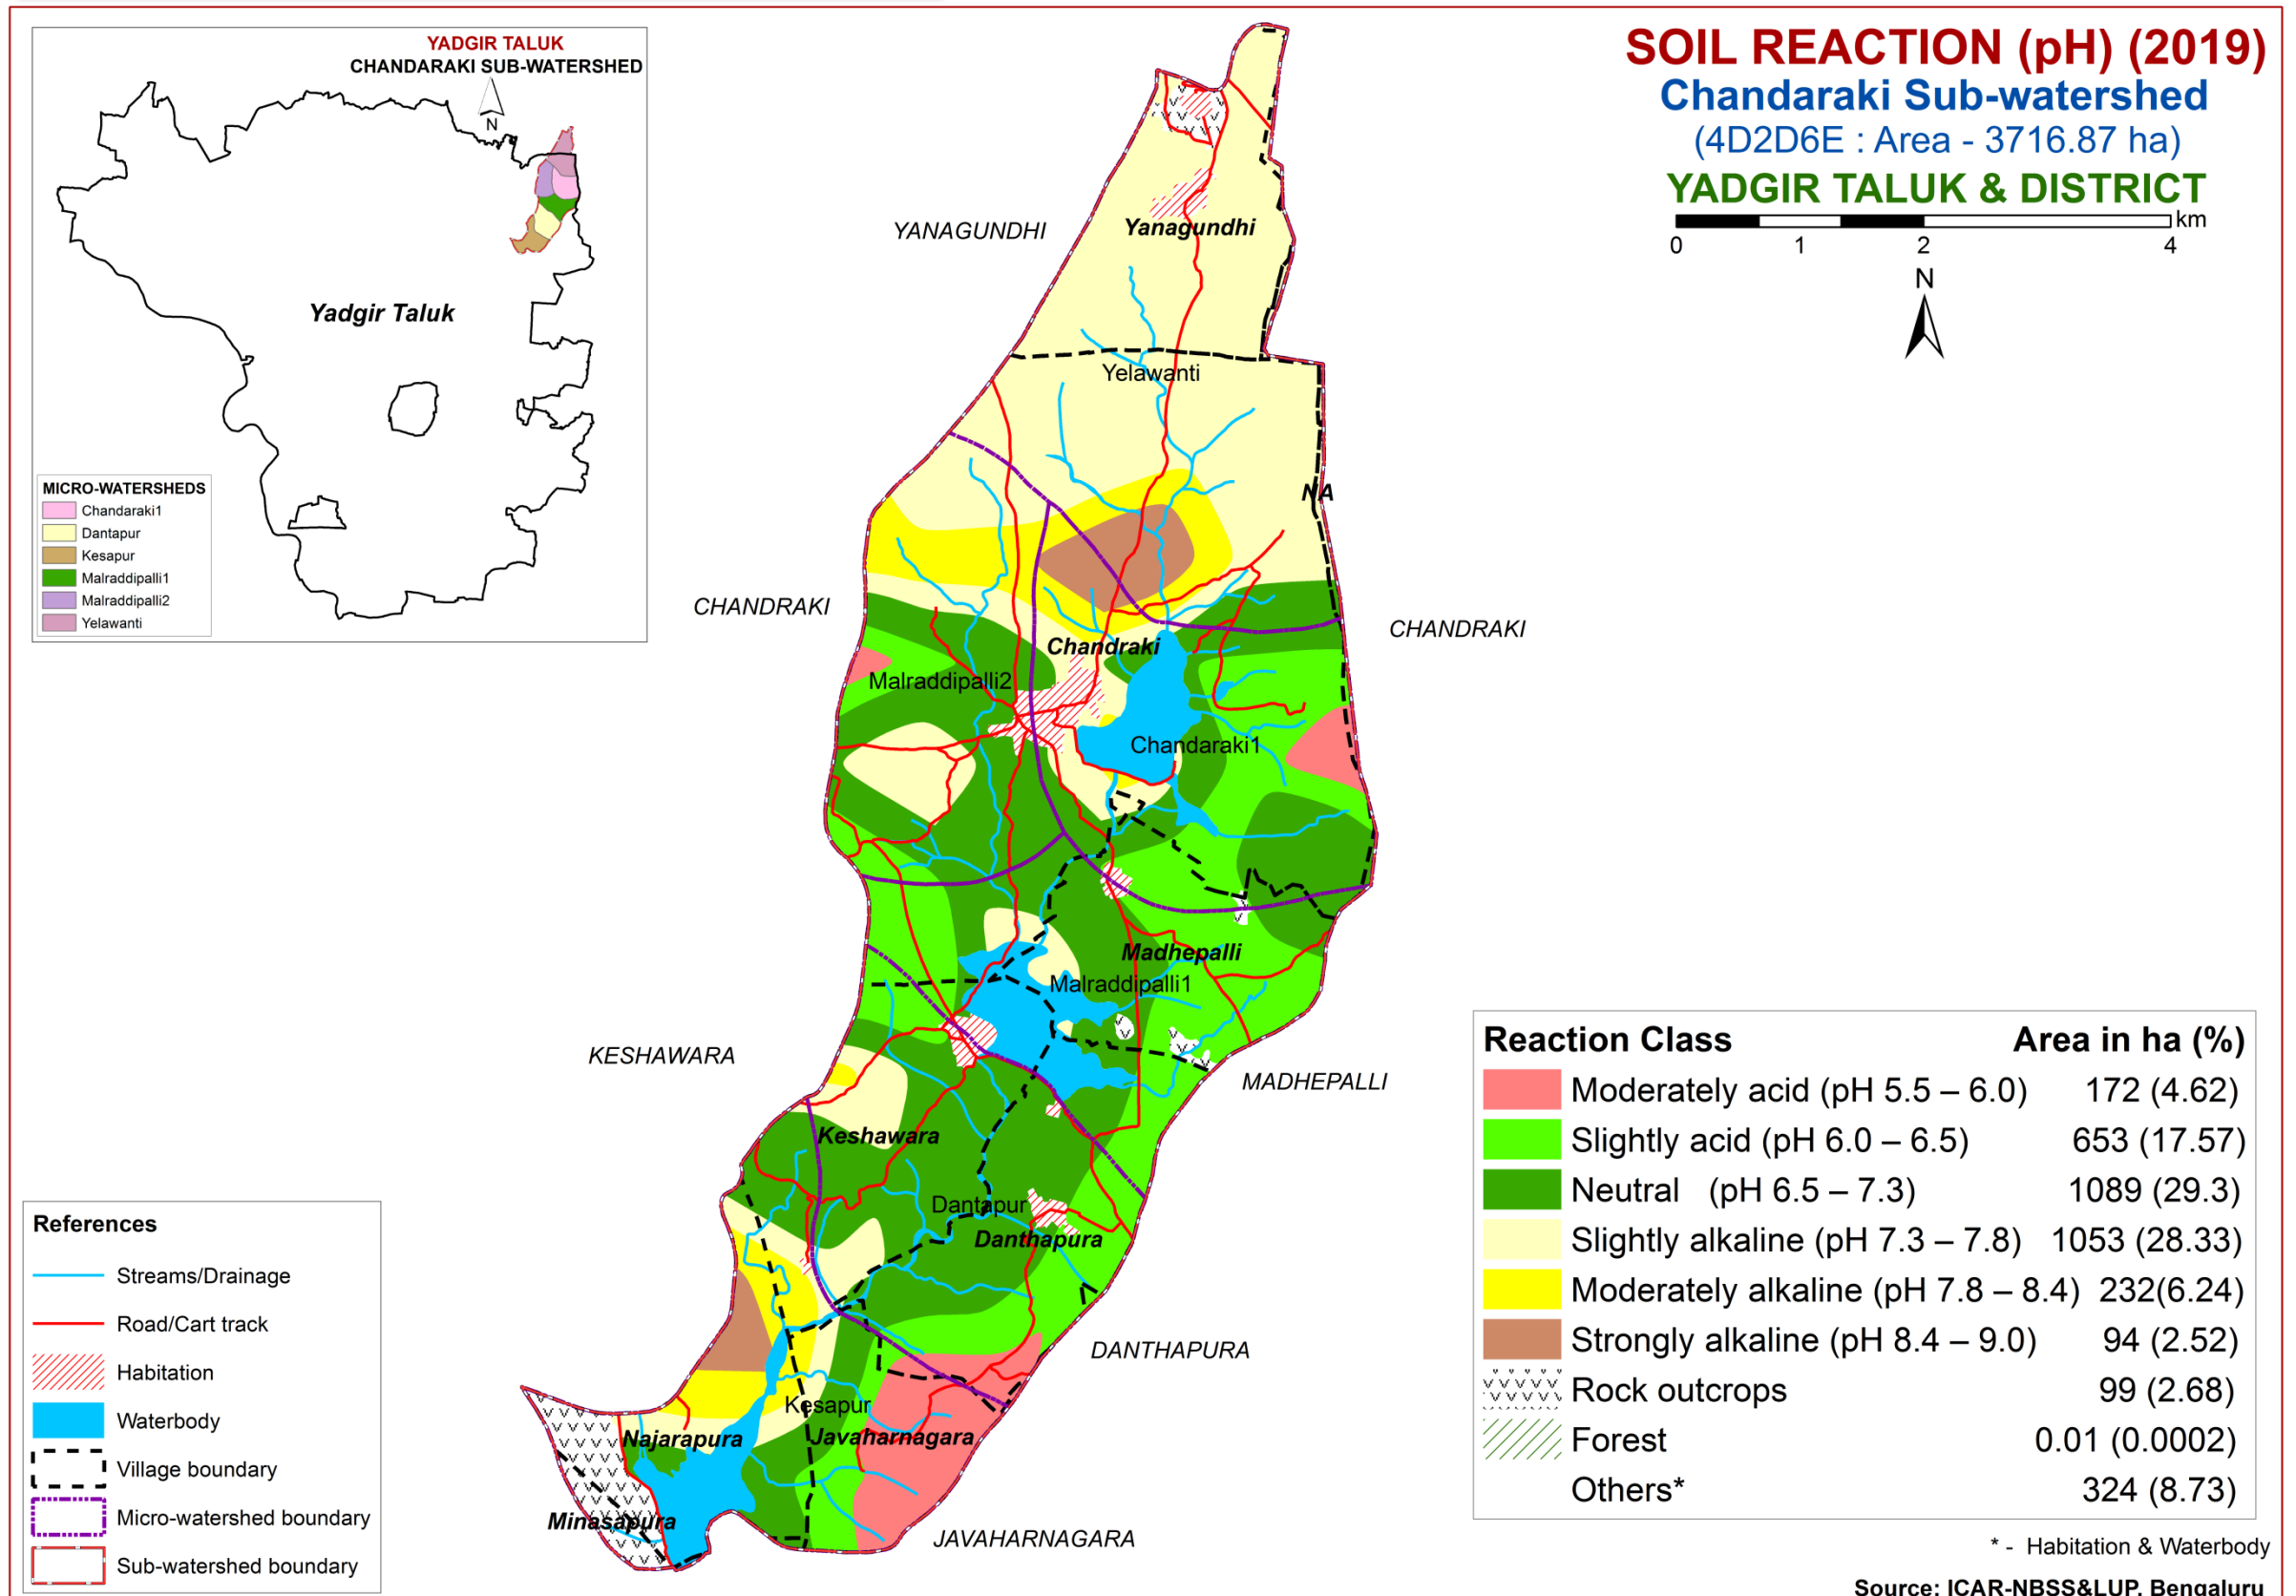 YADGIR TALUK
CHANDARAKI SUB-WATERSHED
N
Yadgir Taluk
MICRO-WATERSHEDS
Chandaraki1
Dantapur
Kesapur
Malraddipalli1
Malraddipalli2
Yelawanti
SOIL REACTION (pH) (2019)
Chandaraki Sub-watershed
(4D2D6E : Area - 3716.87 ha)
YADGIR TALUK & DISTRICT
km
0 1 2 4
N
YANAGUNDHI
Yanagundhi
Yelawanti
NA
CHANDRAKI
CHANDRAKI
Chandraki
Malraddipalli2
Chandaraki1
Madhepalli
Malraddipalli1
KESHAWARA
MADHEPALLI
Keshawara
Dantapur
Danthapura
DANTHAPURA
Kesapur
Najarapura
Javaharnagara
Minasapura
JAVAHARNAGARA
References
Streams/Drainage
Road/Cart track
Habitation
Waterbody
Village boundary
Micro-watershed boundary
Sub-watershed boundary
Reaction Class Area in ha (%)
Moderately acid (pH 5.5 – 6.0) 172 (4.62)
Slightly acid (pH 6.0 – 6.5) 653 (17.57)
Neutral (pH 6.5 – 7.3) 1089 (29.3)
Slightly alkaline (pH 7.3 – 7.8) 1053 (28.33)
Moderately alkaline (pH 7.8 – 8.4) 232(6.24)
Strongly alkaline (pH 8.4 – 9.0) 94 (2.52)
Rock outcrops 99 (2.68)
Forest 0.01 (0.0002)
Others* 324 (8.73)
* - Habitation & Waterbody
Source: ICAR-NBSS&LUP, Bengaluru